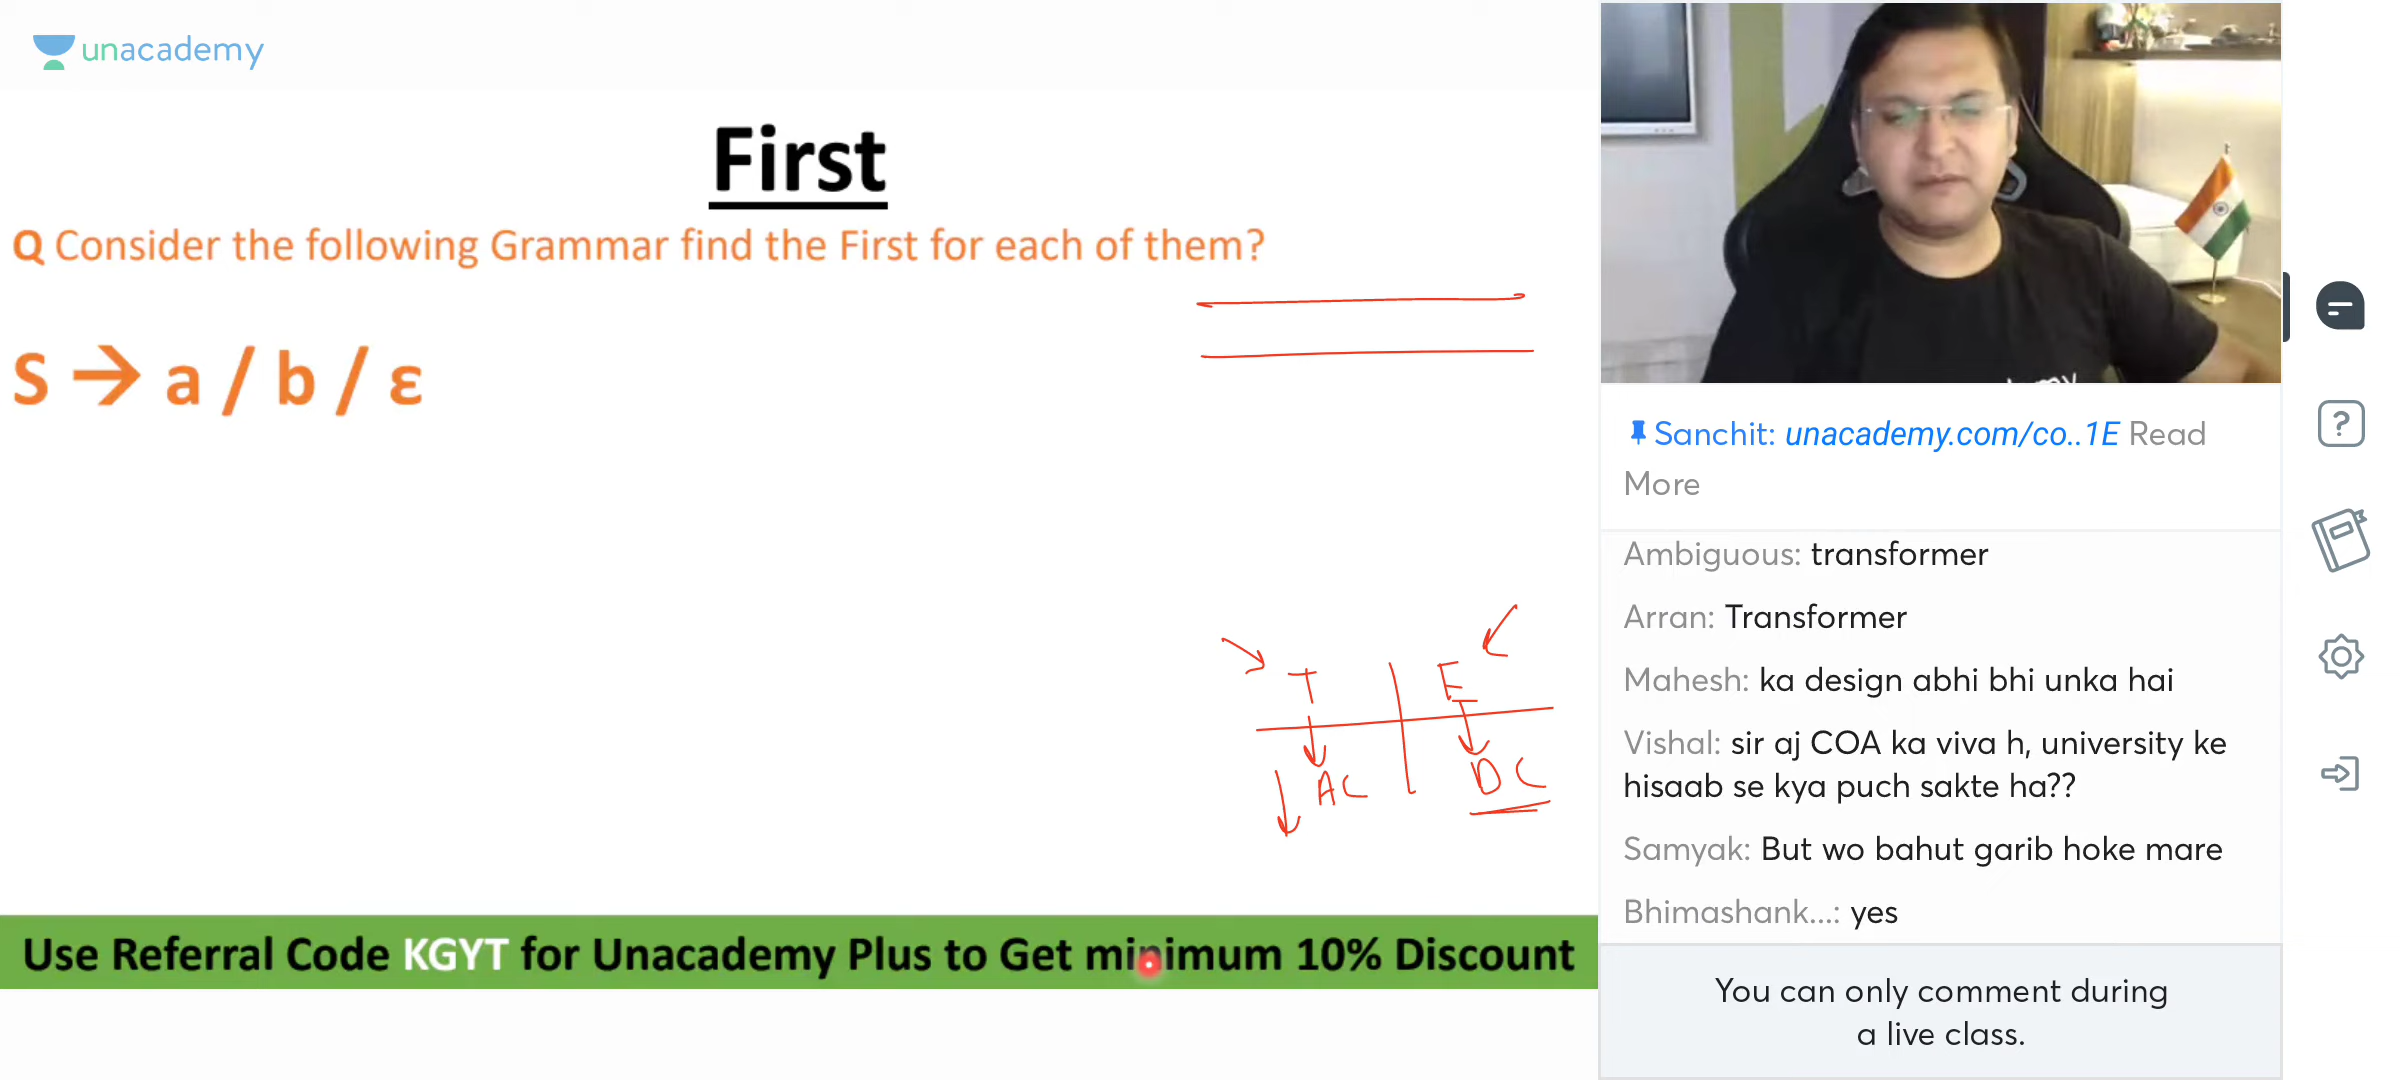 unacademy
First
Q Consider the following Grammar find the First for each of them?
S → a / b / ε
T E
AC DC
Use Referral Code KGYT for Unacademy Plus to Get minimum 10% Discount
Sanchit: unacademy.com/co..1E Read
More
Ambiguous: transformer
Arran: Transformer
Mahesh: ka design abhi bhi unka hai
Vishal: sir aj COA ka viva h, university ke
hisaab se kya puch sakte ha??
Samyak: But wo bahut garib hoke mare
Bhimashank...: yes
You can only comment during
a live class.